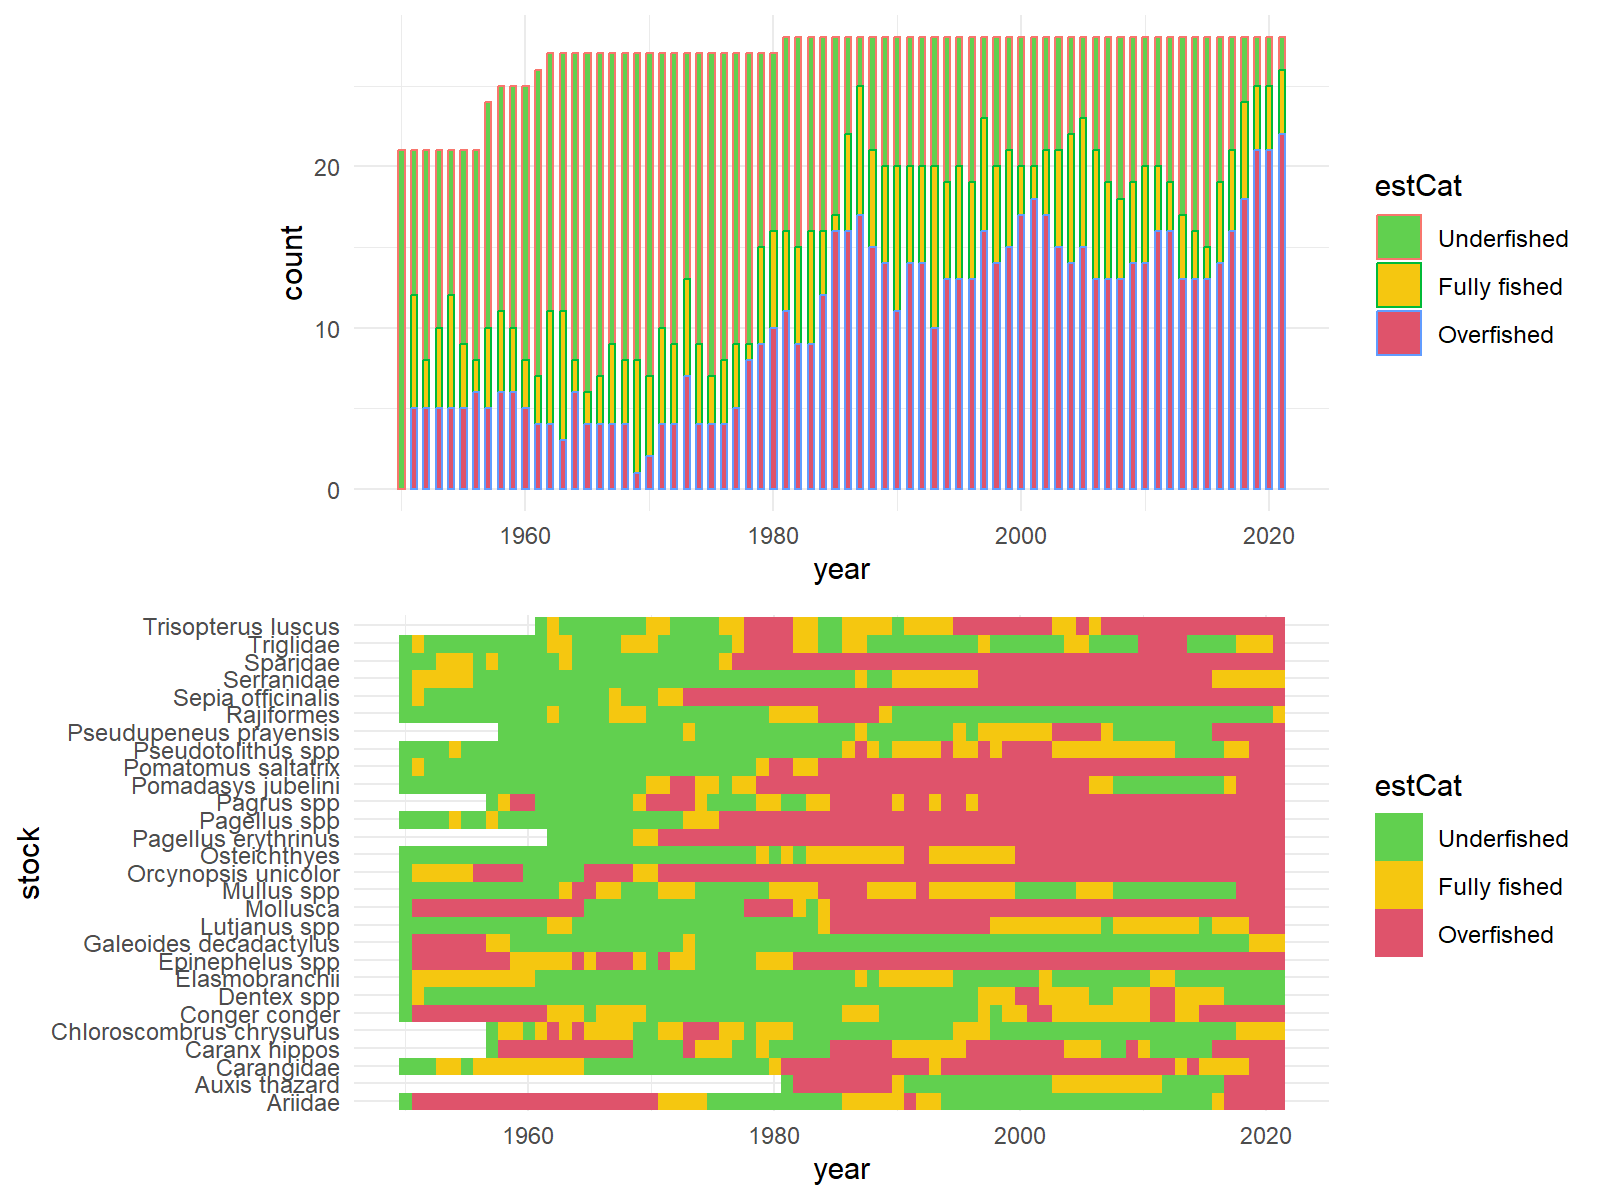 20
10
0
count
1960
1980
2000
2020
year
estCat
Underfished
Fully fished
Overfished
Trisopterus luscus
Triglidae
Sparidae
Serranidae
Sepia officinalis
Rajiformes
Pseudupeneus prayensis
Pseudotolithus spp
Pomatomus saltatrix
Pomadasys jubelini
Pagrus spp
Pagellus spp
Pagellus erythrinus
Osteichthyes
Orcynopsis unicolor
Mullus spp
Mollusca
Lutjanus spp
Galeoides decadactylus
Epinephelus spp
Elasmobranchii
Dentex spp
Conger conger
Chloroscombrus chrysurus
Caranx hippos
Carangidae
Auxis thazard
Ariidae
stock
1960
1980
2000
2020
year
estCat
Underfished
Fully fished
Overfished